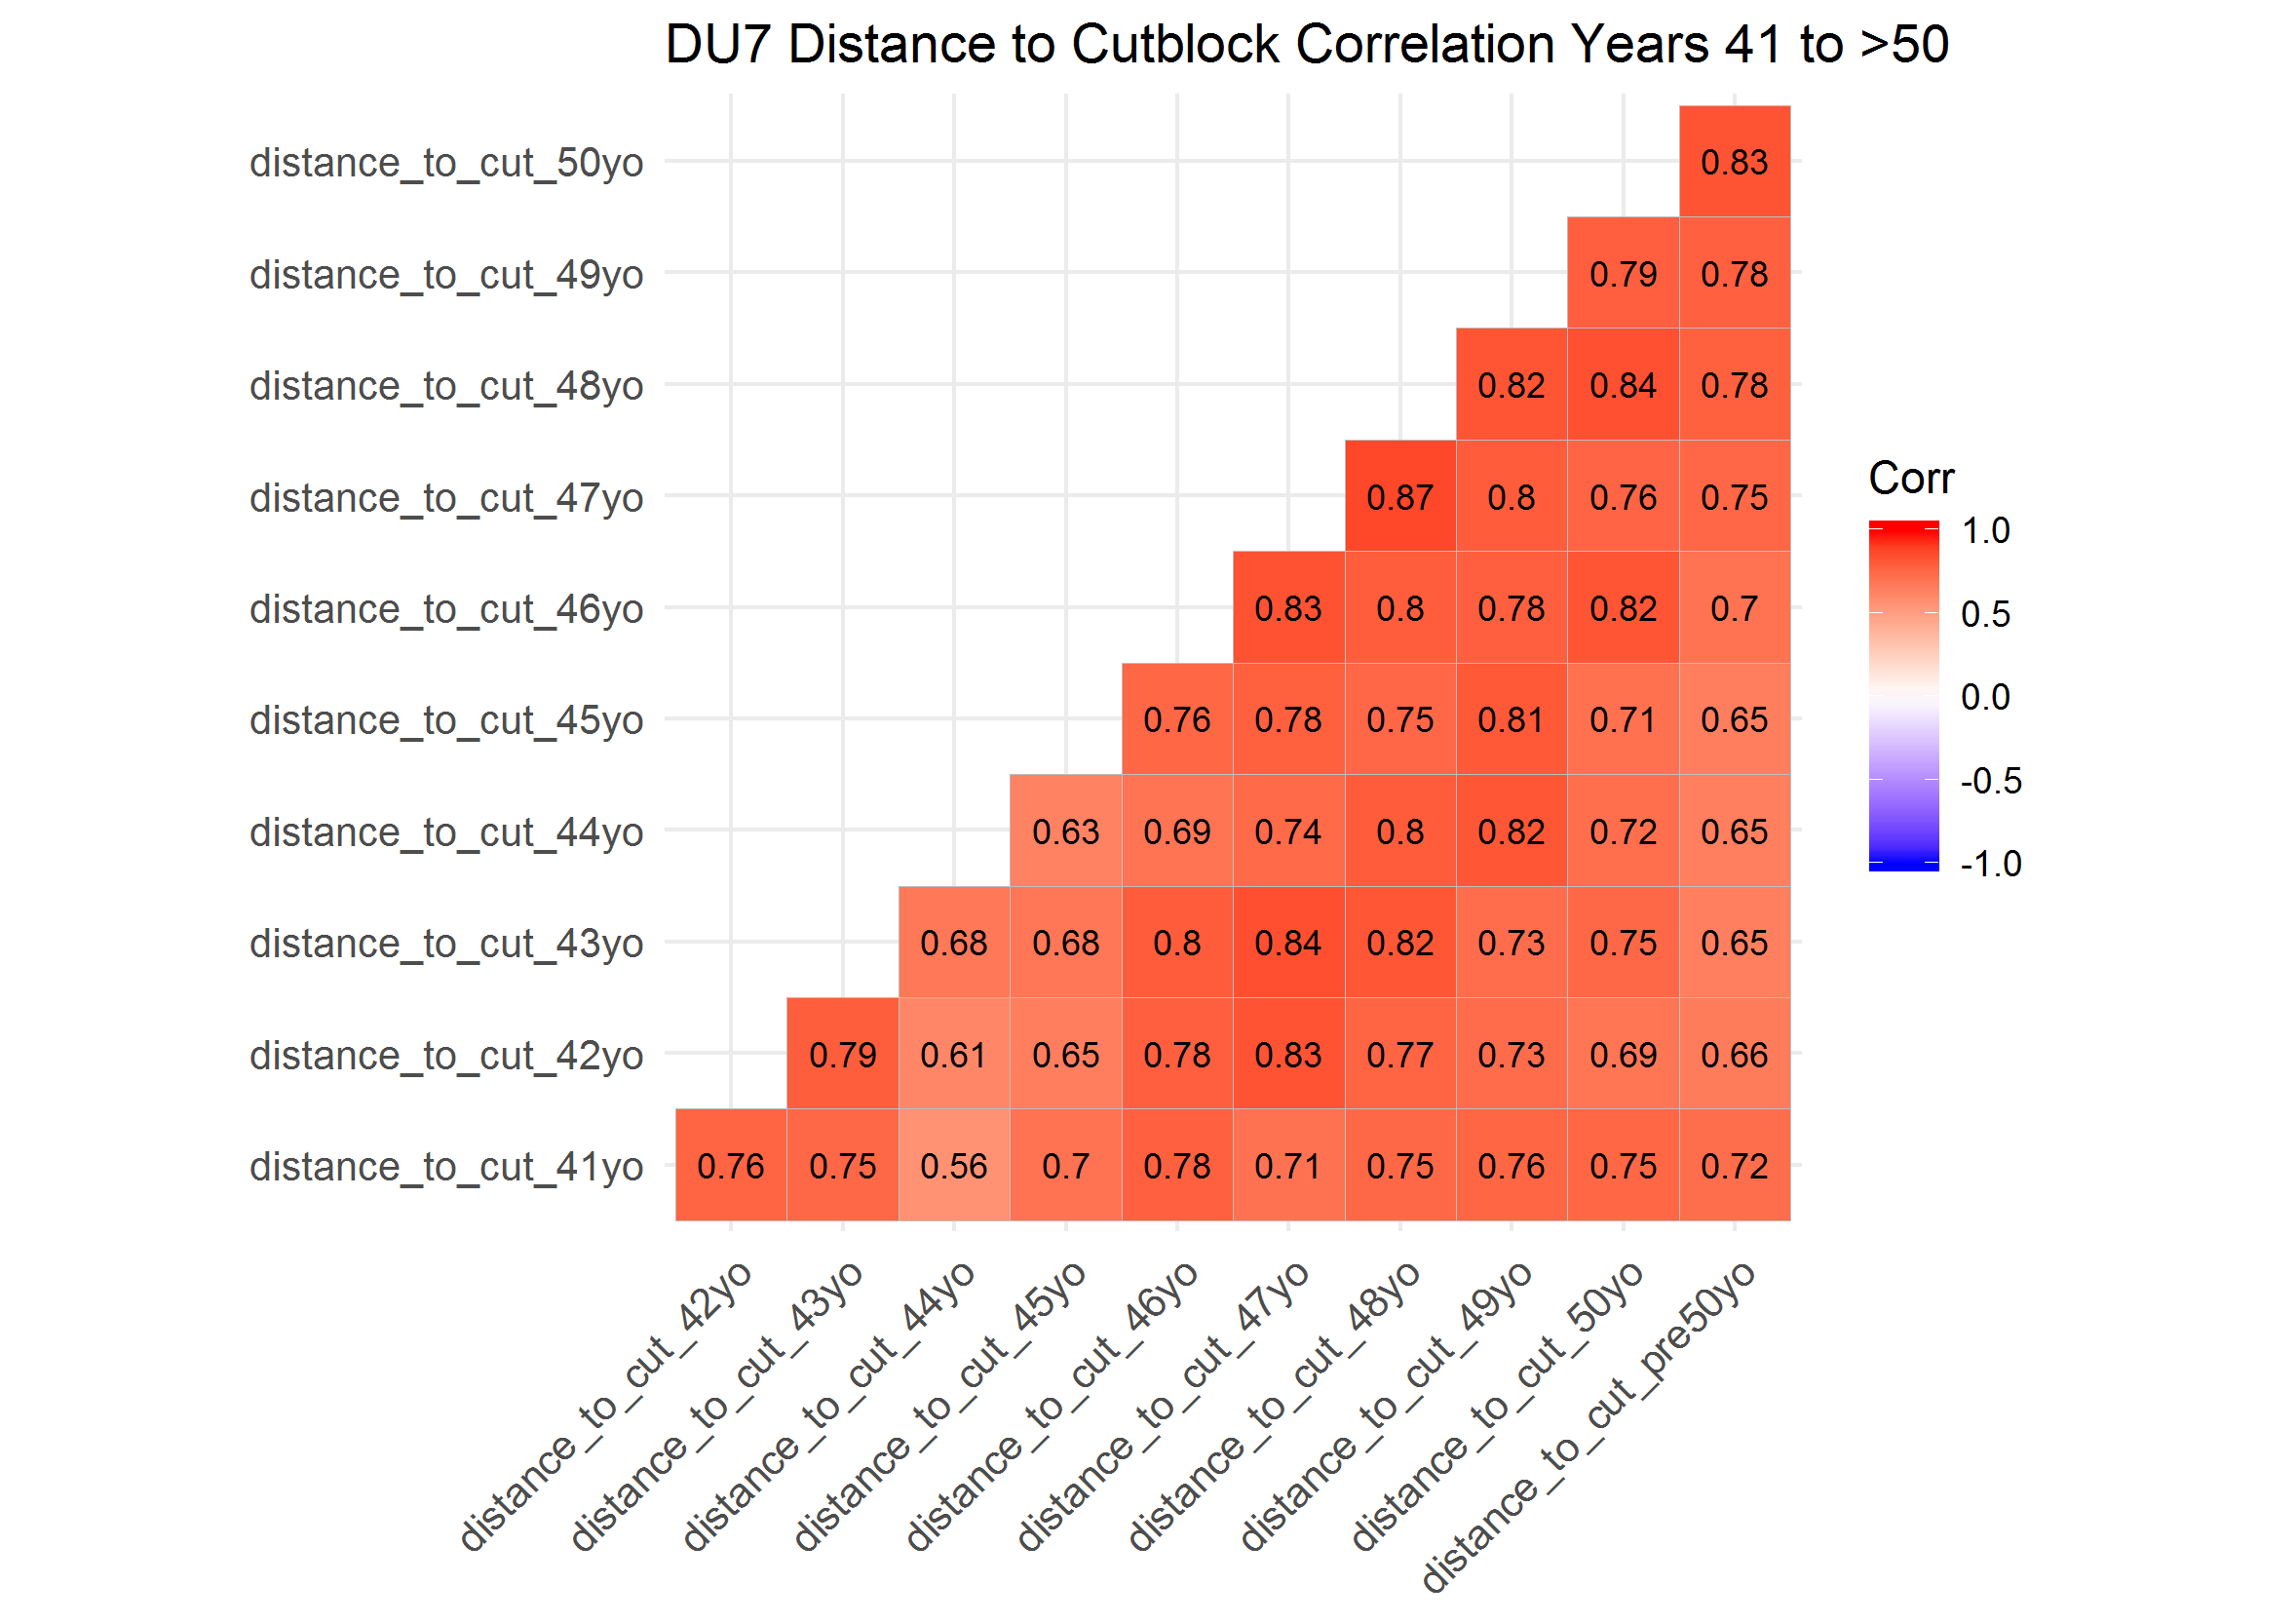 DU7 Distance to Cutblock Correlation Years 41 to >50
distance_to_cut_50yo 0.83
distance_to_cut_49yo 0.79 0.78
distance_to_cut_48yo 0.82 0.84 0.78
distance_to_cut_47yo 0.87 0.8 0.76 0.75
distance_to_cut_46yo 0.83 0.8 0.78 0.82 0.7
distance_to_cut_45yo 0.76 0.78 0.75 0.81 0.71 0.65
distance_to_cut_44yo 0.63 0.69 0.74 0.8 0.82 0.72 0.65
distance_to_cut_43yo 0.68 0.68 0.8 0.84 0.82 0.73 0.75 0.65
distance_to_cut_42yo 0.79 0.61 0.65 0.78 0.83 0.77 0.73 0.69 0.66
distance_to_cut_41yo 0.76 0.75 0.56 0.7 0.78 0.71 0.75 0.76 0.75 0.72
distance_to_cut_42yo
distance_to_cut_43yo
distance_to_cut_44yo
distance_to_cut_45yo
distance_to_cut_46yo
distance_to_cut_47yo
distance_to_cut_48yo
distance_to_cut_49yo
distance_to_cut_50yo
distance_to_cut_pre50yo
Corr
1.0
0.5
0.0
-0.5
-1.0